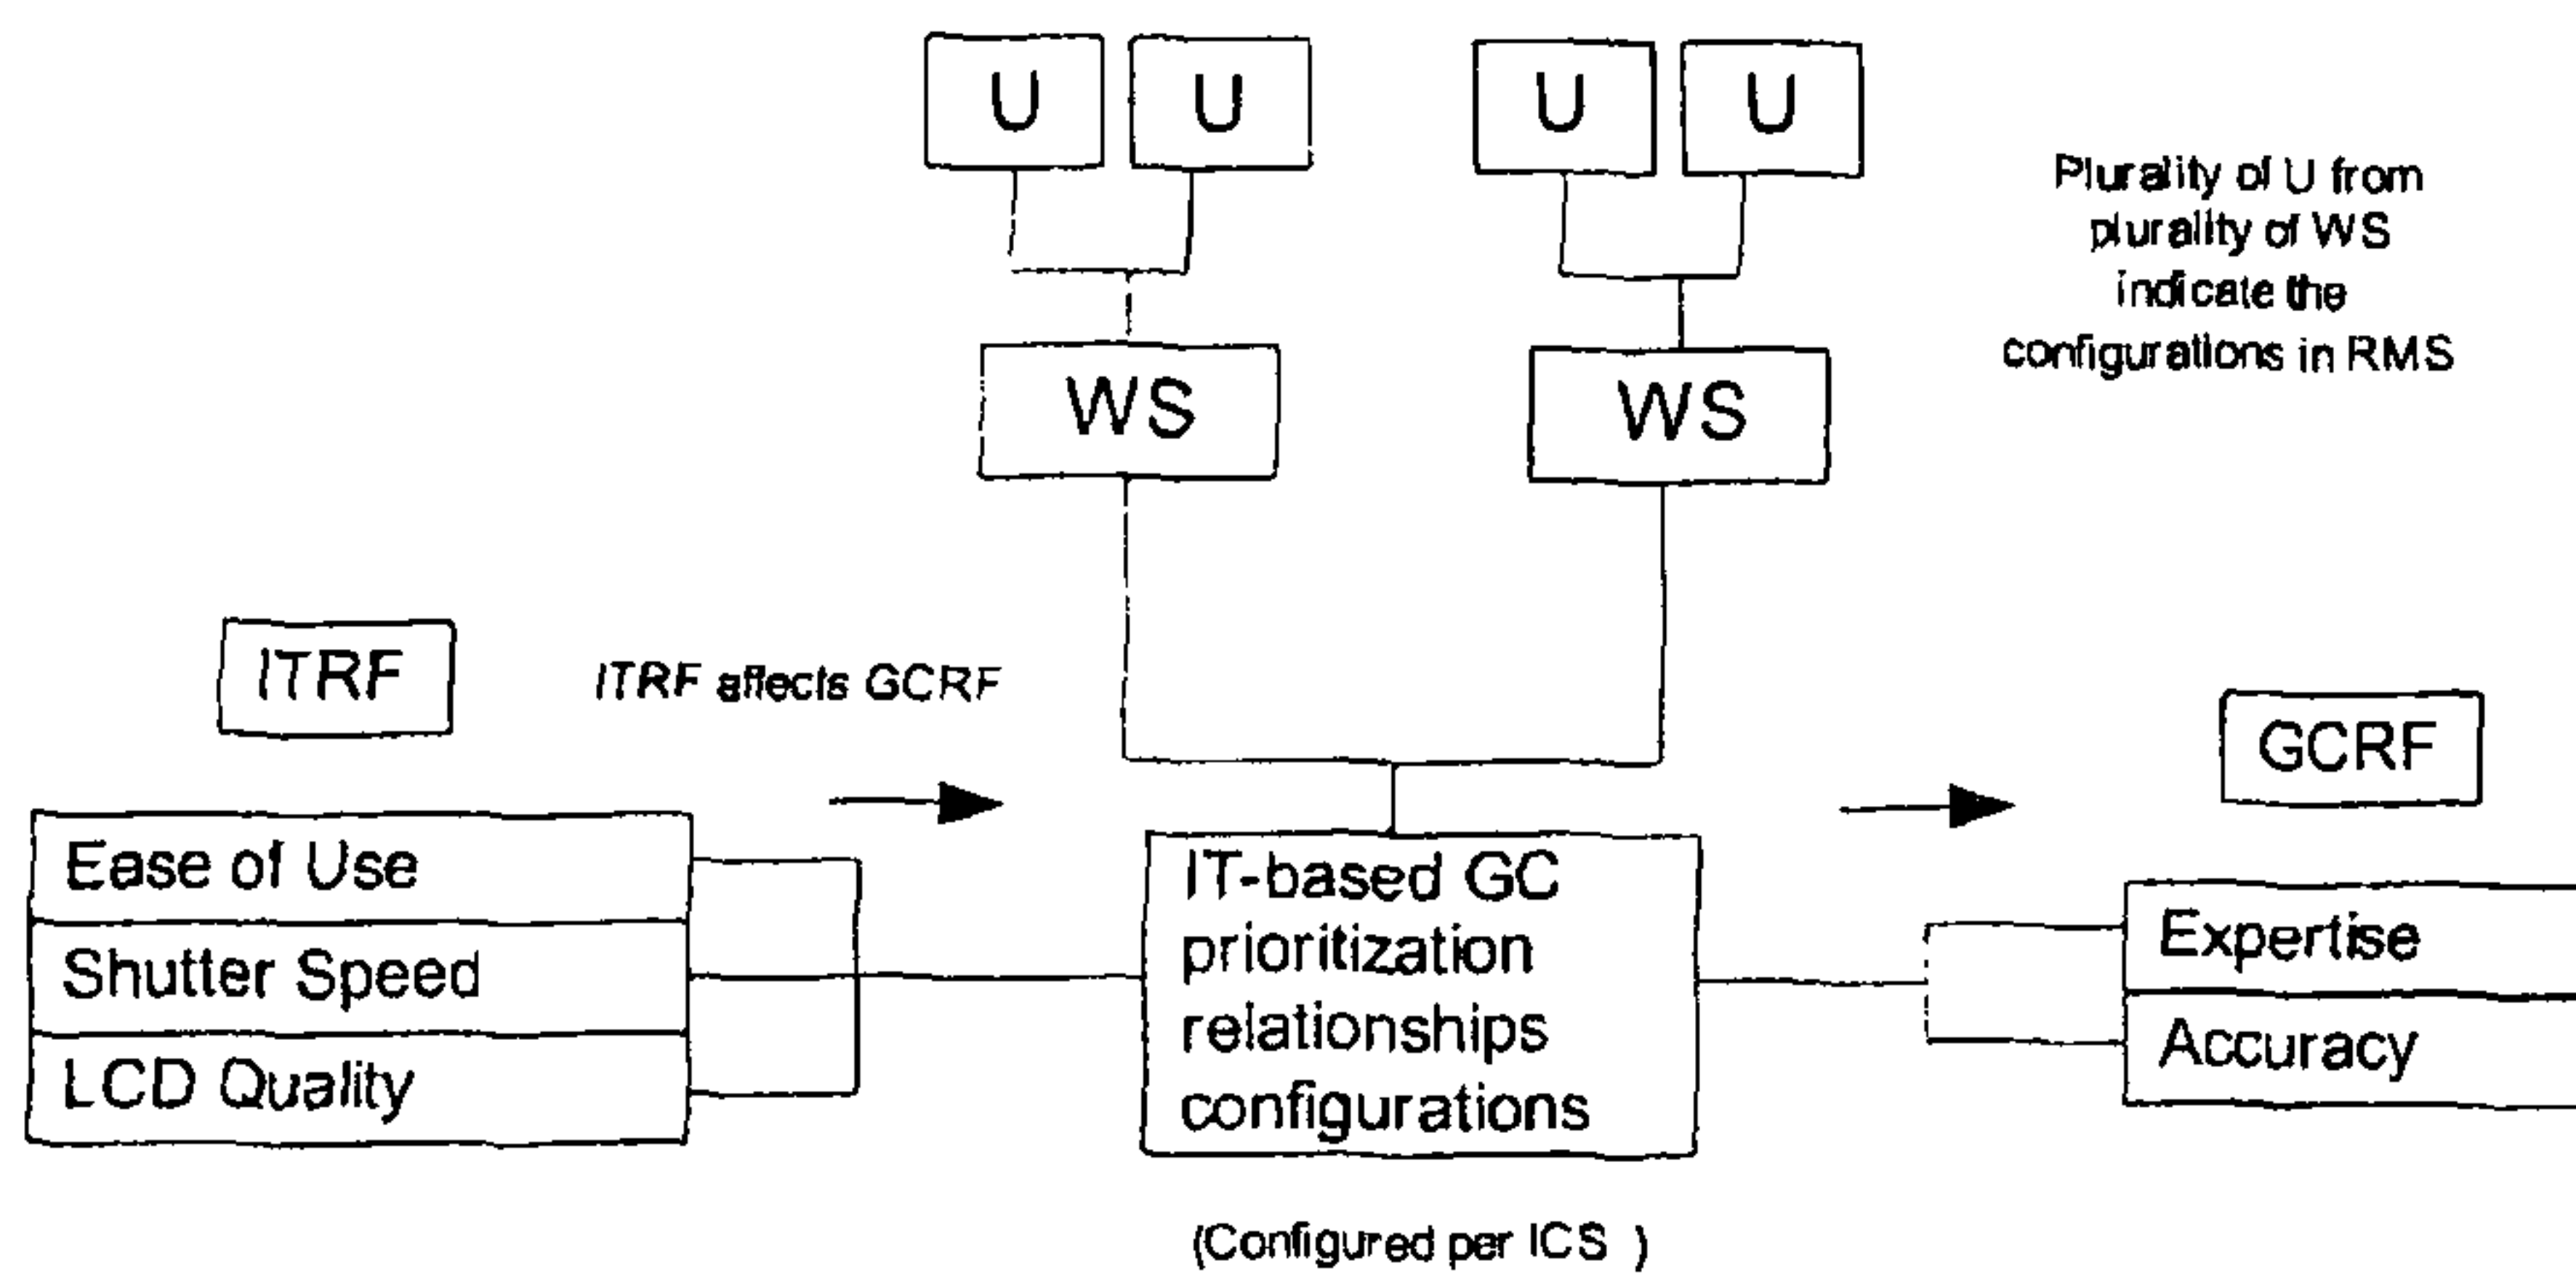 U U U U
Plurality of U from
plurality of WS
indicate the
configurations in RMS
WS WS
ITRF
ITRF affects GCRF
GCRF
Ease of Use
Shutter Speed
LCD Quality
IT-based GC
prioritization
relationships
configurations
Expertise
Accuracy
(Configured per ICS )